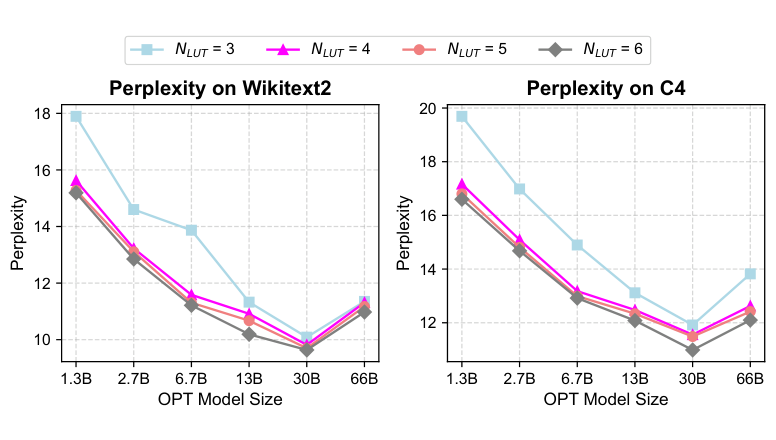 N_LUT = 3 N_LUT = 4 N_LUT = 5 N_LUT = 6
Perplexity on Wikitext2
Perplexity
18
16
14
12
10
1.3B 2.7B 6.7B 13B 30B 66B
OPT Model Size
Perplexity on C4
Perplexity
20
18
16
14
12
1.3B 2.7B 6.7B 13B 30B 66B
OPT Model Size